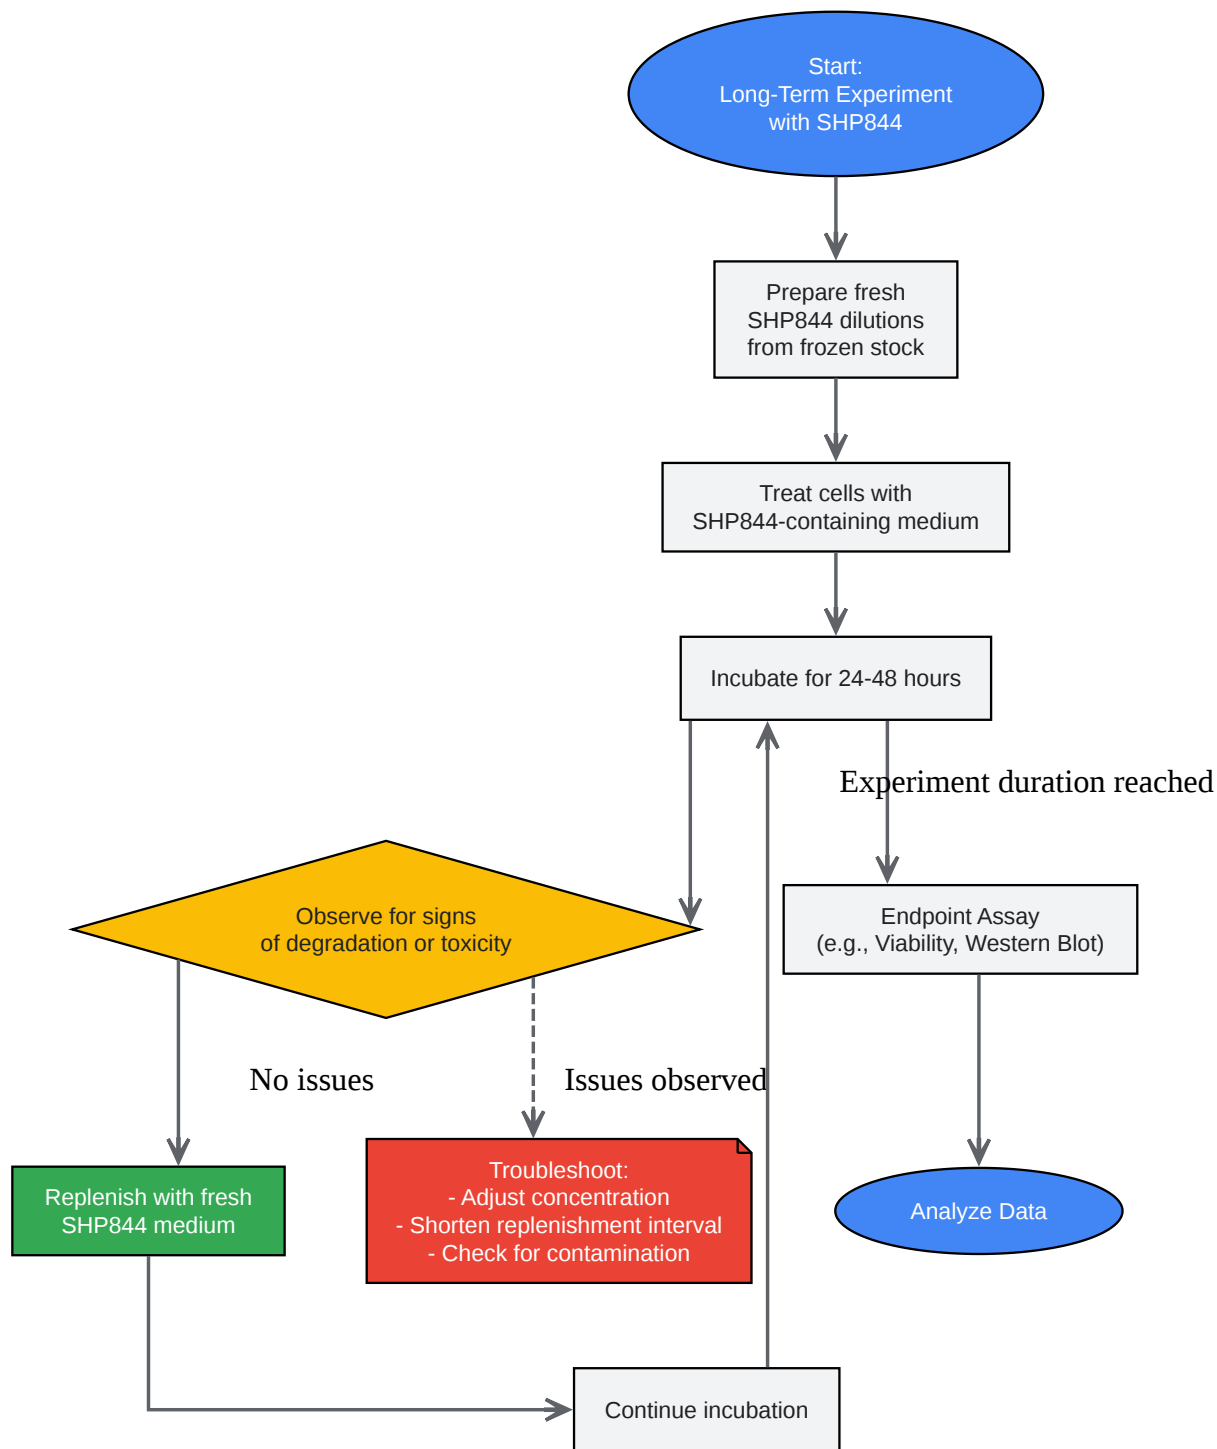 Start:
Long-Term Experiment
with SHP844
Prepare fresh
SHP844 dilutions
from frozen stock
Treat cells with
SHP844-containing medium
Incubate for 24-48 hours
Experiment duration reached
Observe for signs
of degradation or toxicity
Endpoint Assay
(e.g., Viability, Western Blot)
No issues
Issues observed
Replenish with fresh
SHP844 medium
Troubleshoot:
- Adjust concentration
- Shorten replenishment interval
- Check for contamination
Analyze Data
Continue incubation